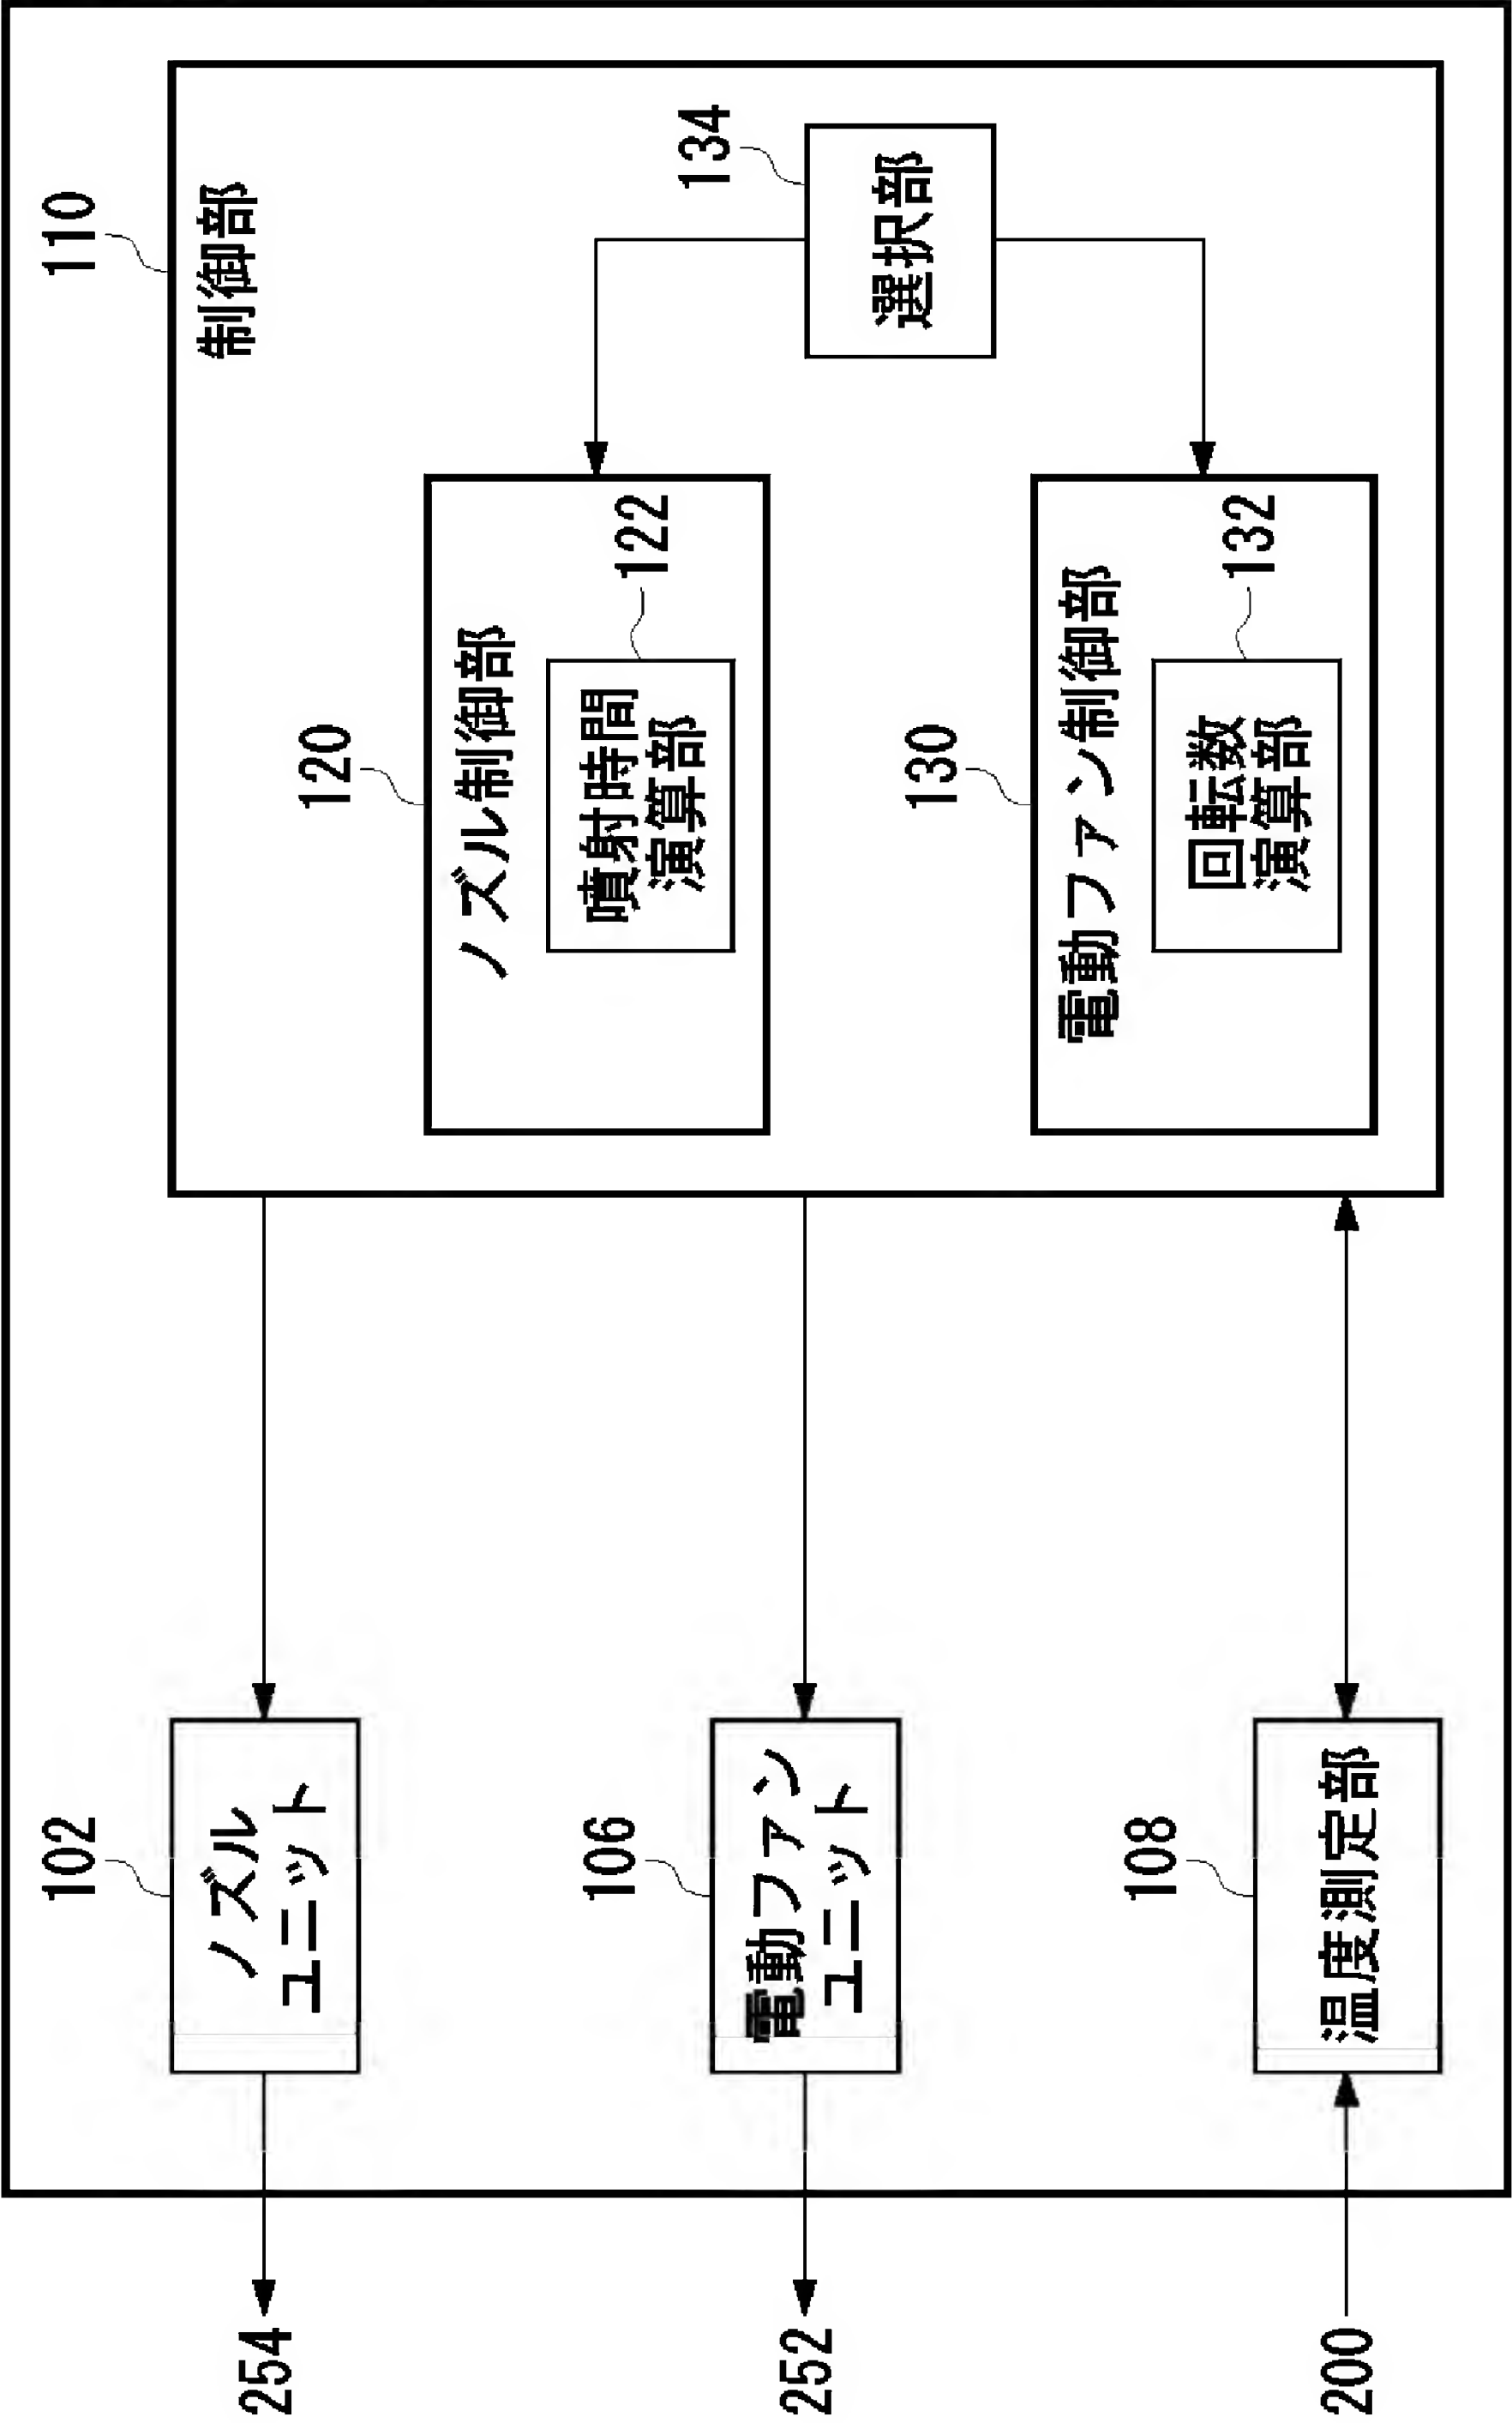 102
110
254
ノズル
ユニット
制御部
120
ノズル制御部
122
噴射時間
演算部
106
134
252
電動ファン
ユニット
選択部
130
電動ファン制御部
108
132
200
温度測定部
回転数
演算部